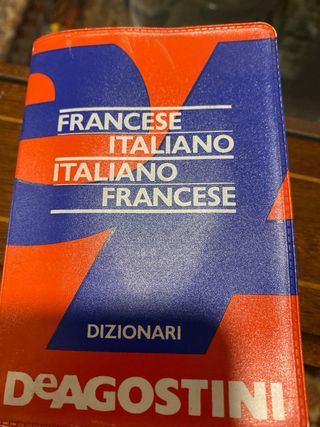 FRANCESE
ITALIANO
ITALIANO
FRANCESE
DIZIONARI
DeAGOSTINI